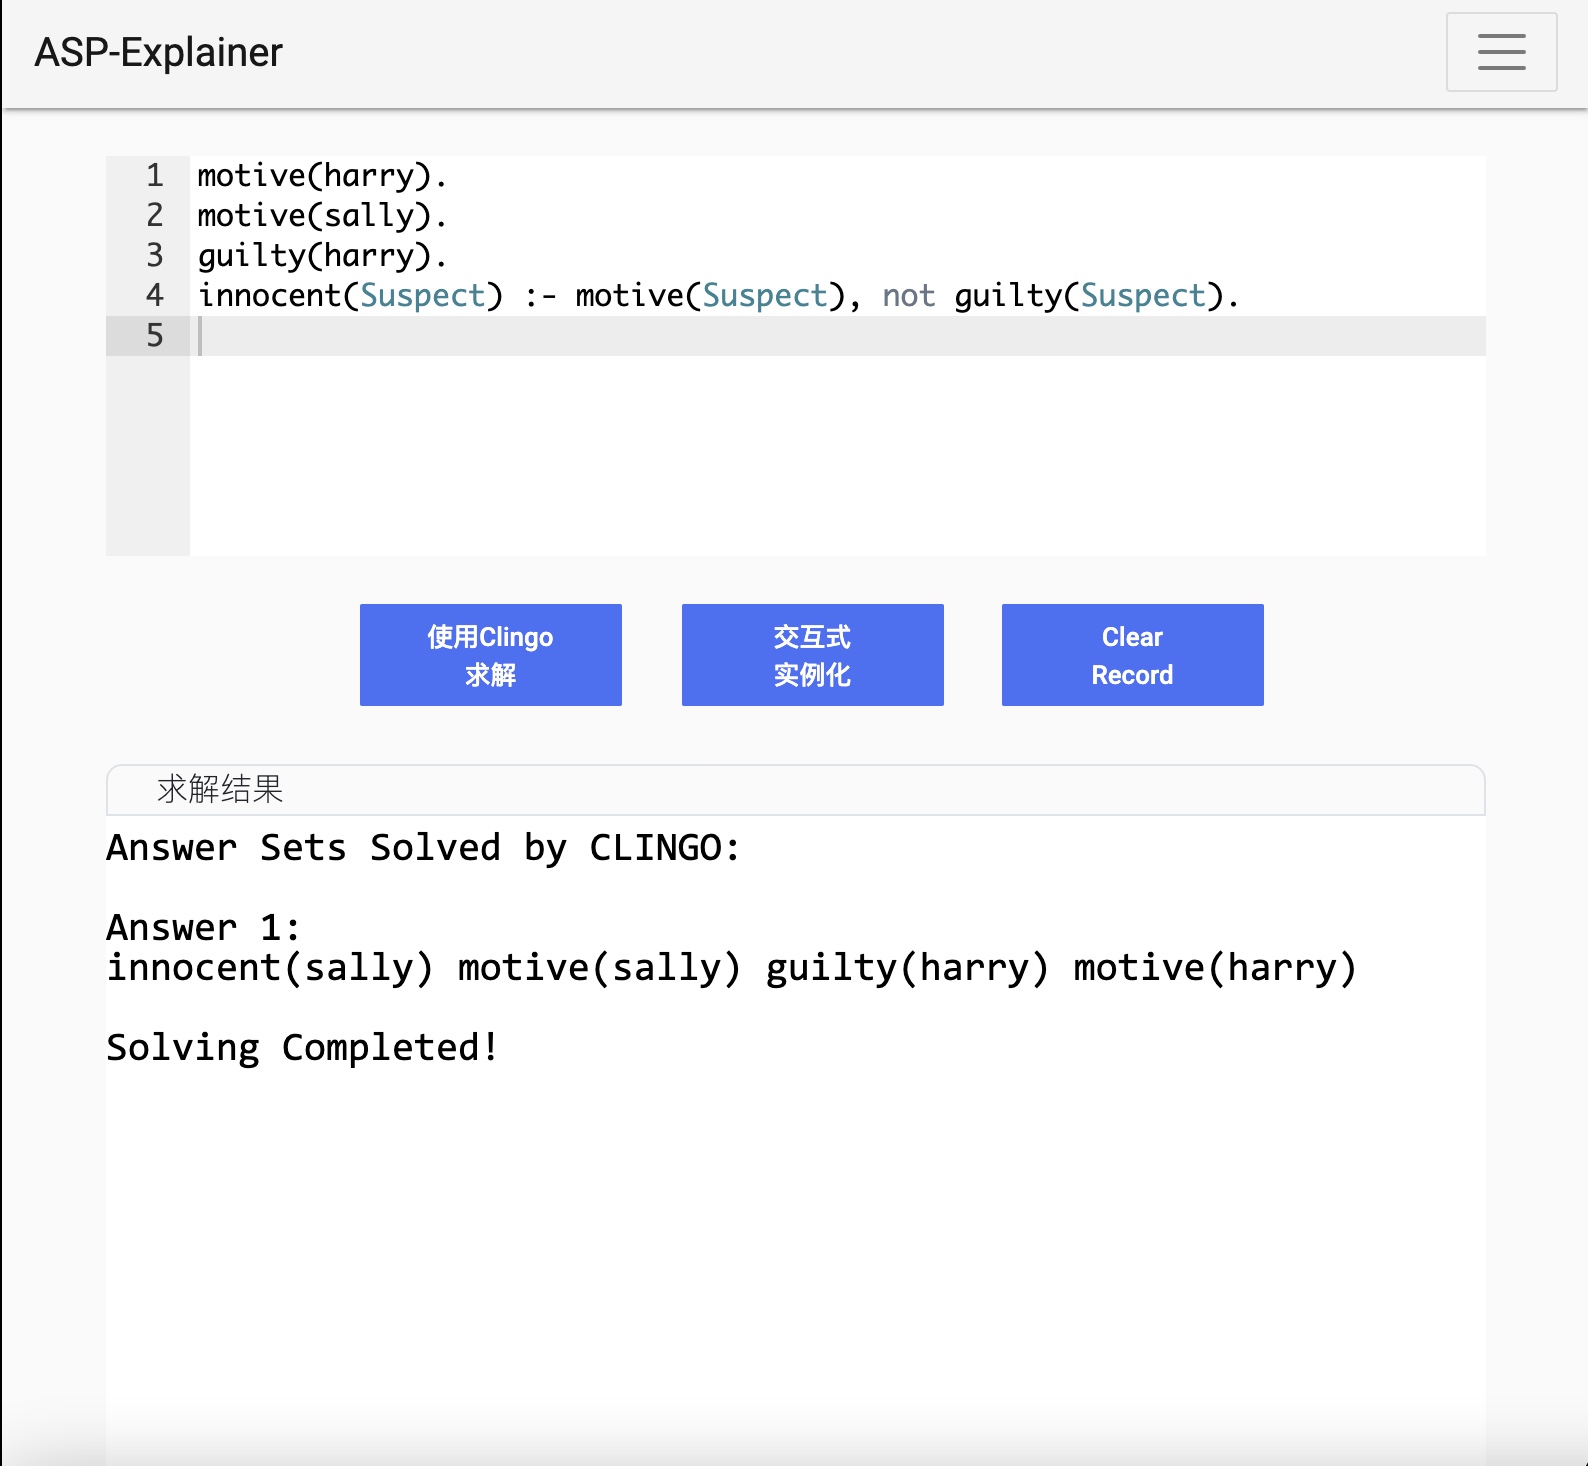 ASP-Explainer
1 motive(harry).
2 motive(sally).
3 guilty(harry).
4 innocent(Suspect) :- motive(Suspect), not guilty(Suspect).
5
使用Clingo
求解
交互式
实例化
Clear
Record
求解结果
Answer Sets Solved by CLINGO:
Answer 1:
innocent(sally) motive(sally) guilty(harry) motive(harry)
Solving Completed!